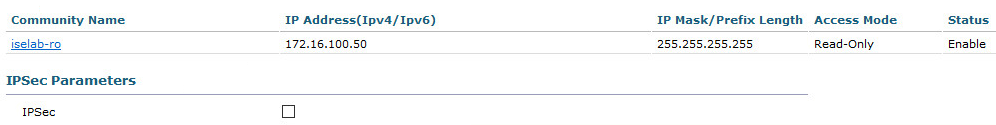 Community Name IP Address(Ipv4/Ipv6) IP Mask/Prefix Length Access Mode Status
iselab-ro 172.16.100.50 255.255.255.255 Read-Only Enable
IPSec Parameters
IPSec